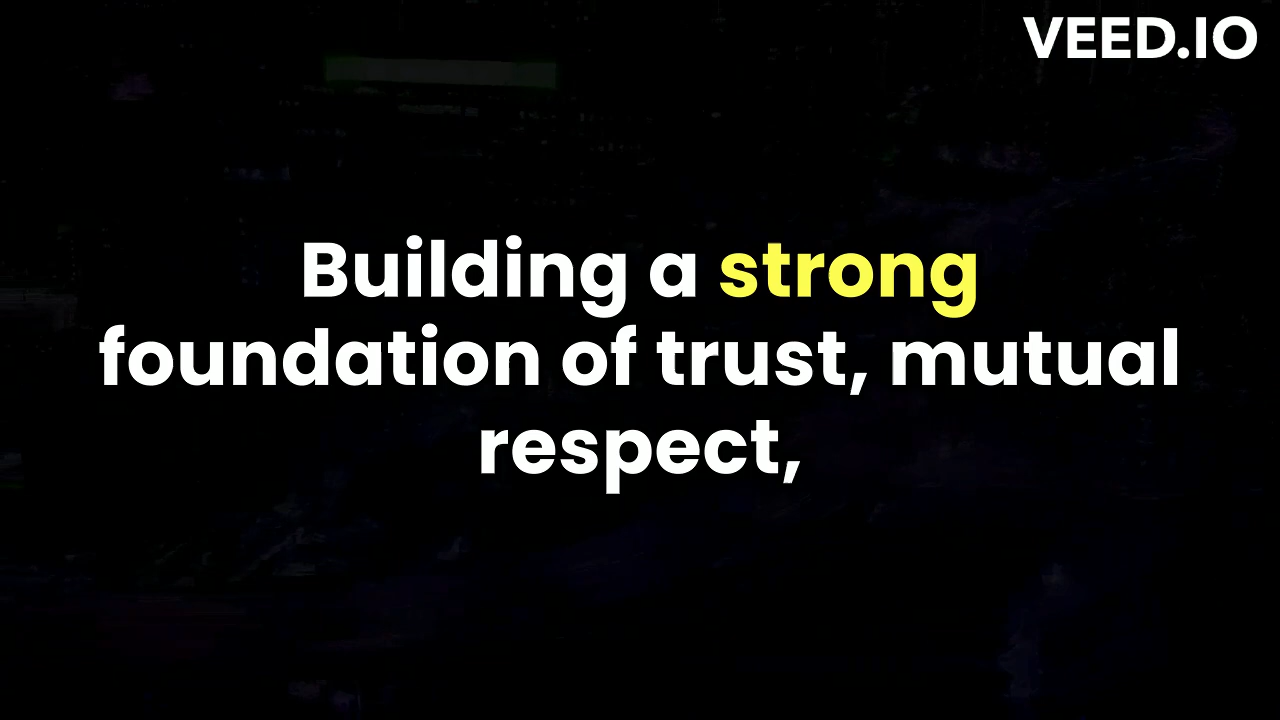 VEED.IO
Building a strong
foundation of trust, mutual
respect,